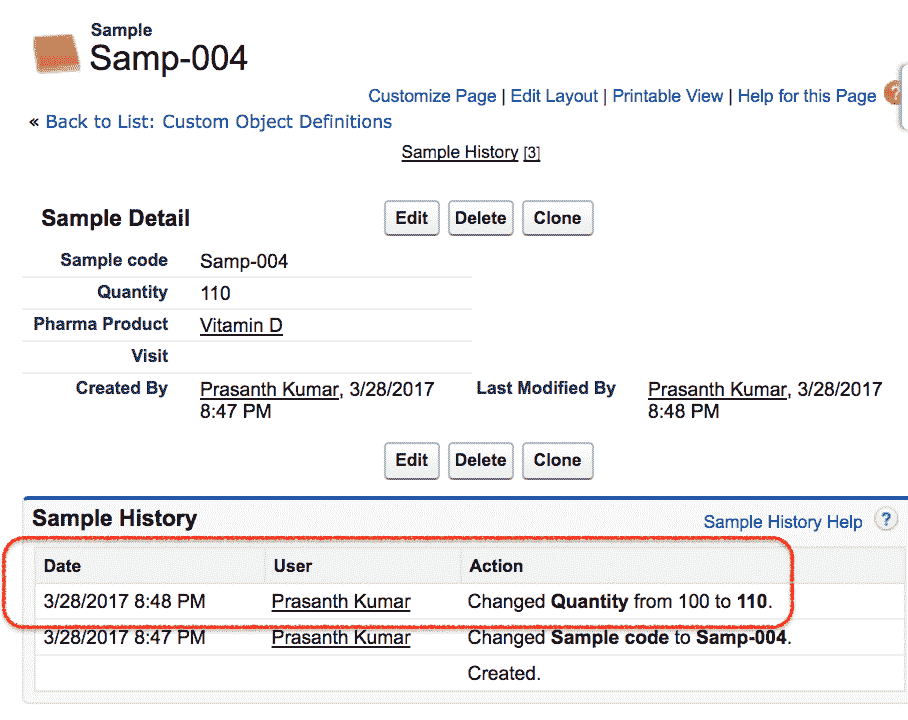 Sample
Samp-004
Customize Page | Edit Layout | Printable View | Help for this Page ?
« Back to List: Custom Object Definitions
Sample History [3]
Sample Detail Edit Delete Clone
Sample code Samp-004
Quantity 110
Pharma Product Vitamin D
Visit
Created By Prasanth Kumar, 3/28/2017 Last Modified By Prasanth Kumar, 3/28/2017
8:47 PM 8:48 PM
Edit Delete Clone
Sample History Sample History Help ?
Date User Action
3/28/2017 8:48 PM Prasanth Kumar Changed Quantity from 100 to 110.
3/28/2017 8:47 PM Prasanth Kumar Changed Sample code to Samp-004.
Created.